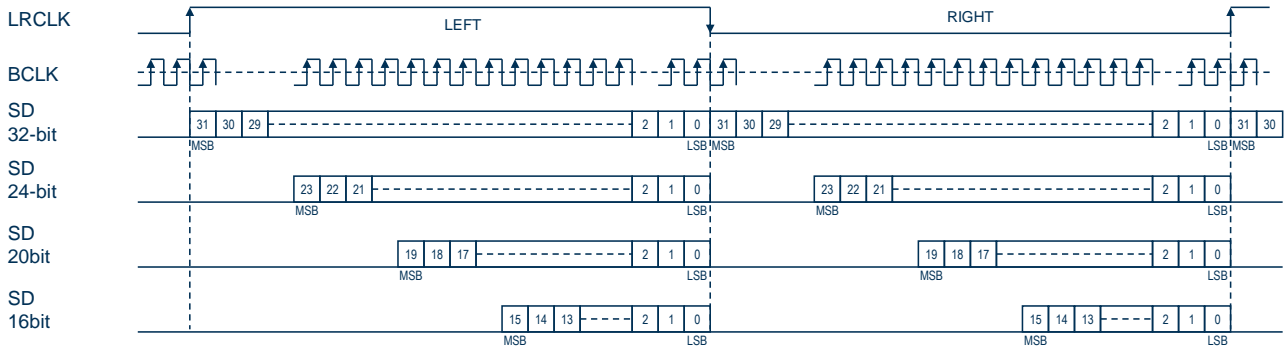 LRCLK LEFT RIGHT
BCLK
SD
32-bit
31 30 29 2 1 0 31 30 29 2 1 0 31 30
MSB LSB MSB LSB MSB
SD
24-bit
23 22 21 2 1 0 23 22 21 2 1 0
MSB LSB MSB LSB
SD
20bit
19 18 17 2 1 0 19 18 17 2 1 0
MSB LSB MSB LSB
SD
16bit
15 14 13 2 1 0 15 14 13 2 1 0
MSB LSB MSB LSB